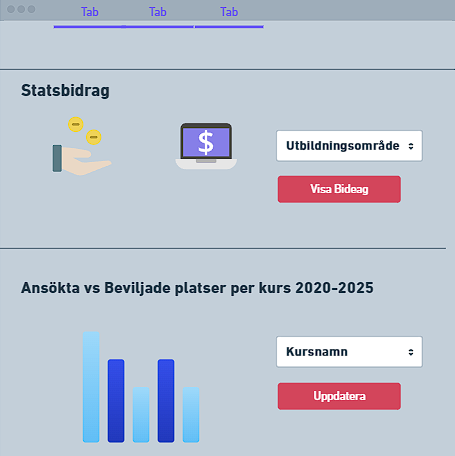 Tab Tab Tab
Statsbidrag
$
Utbildningsområde
Visa Bideag
Ansökta vs Beviljade platser per kurs 2020-2025
Kursnamn
Uppdatera